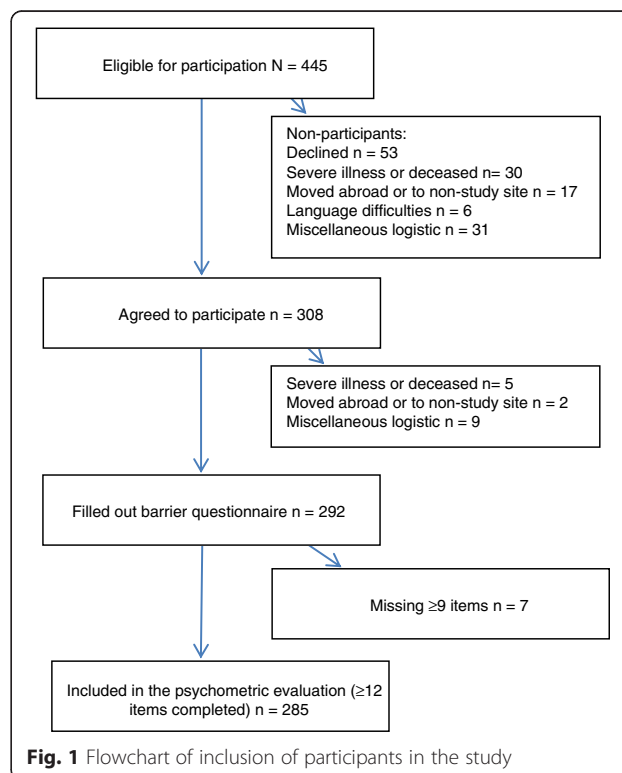 Eligible for participation N = 445
Non-participants:
Declined n = 53
Severe illness or deceased n= 30
Moved abroad or to non-study site n = 17
Language difficulties n = 6
Miscellaneous logistic n = 31
Agreed to participate n = 308
Severe illness or deceased n= 5
Moved abroad or to non-study site n = 2
Miscellaneous logistic n = 9
Filled out barrier questionnaire n = 292
Missing ≥9 items n = 7
Included in the psychometric evaluation (≥12
items completed) n = 285
Fig. 1 Flowchart of inclusion of participants in the study